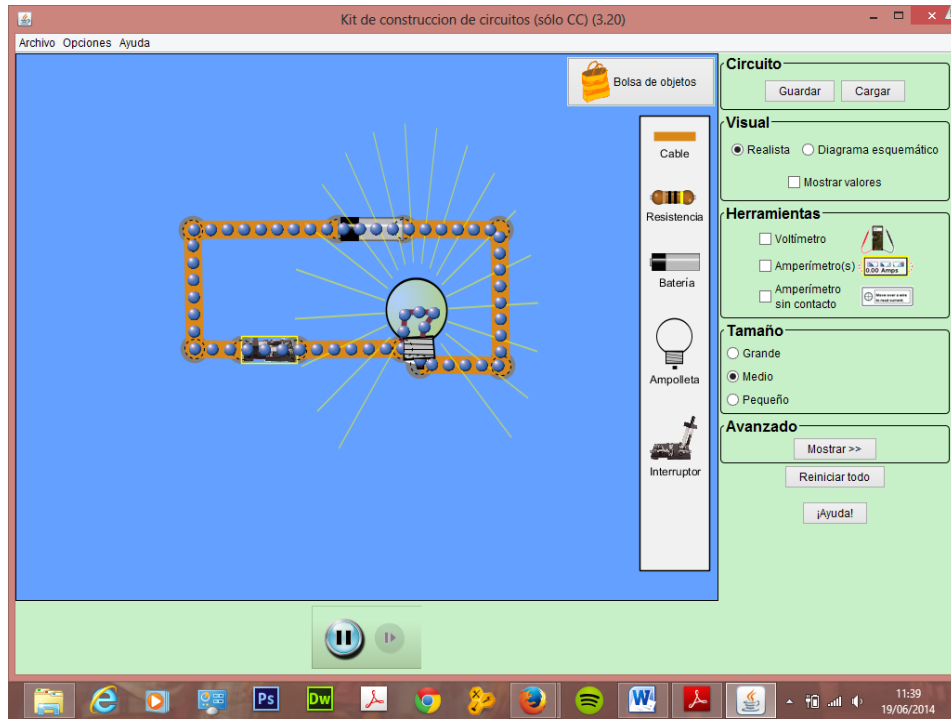 Kit de construccion de circuitos (sólo CC) (3.20)
Archivo Opciones Ayuda
Bolsa de objetos
Cable
Resistencia
Batería
Ampolleta
Interruptor
Circuito
Guardar Cargar
Visual
Realista Diagrama esquemático
Mostrar valores
Herramientas
Voltímetro
Amperímetro(s)
0.00 Amps
Amperímetro
sin contacto
Tamaño
Grande
Medio
Pequeño
Avanzado
Mostrar >>
Reiniciar todo
¡Ayuda!
Ps
Dw
W
11:39
19/06/2014